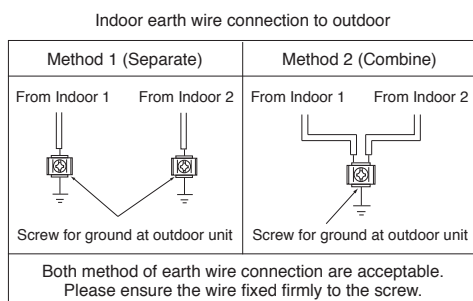 Indoor earth wire connection to outdoor
Method 1 (Separate)
Method 2 (Combine)
From Indoor 1
From Indoor 2
From Indoor 1
From Indoor 2
Screw for ground at outdoor unit
Screw for ground at outdoor unit
Both method of earth wire connection are acceptable.
Please ensure the wire fixed firmly to the screw.